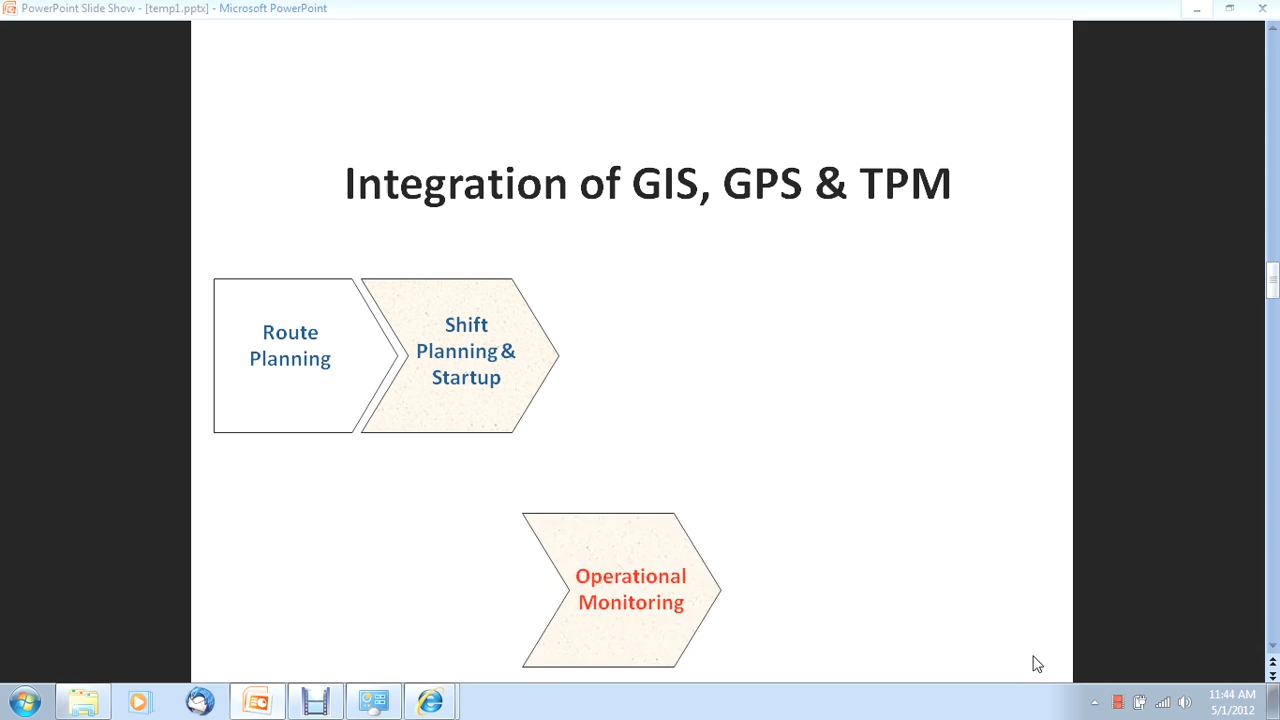 PowerPoint Slide Show - [temp1.pptx] - Microsoft PowerPoint
Integration of GIS, GPS & TPM
Route
Planning
Shift
Planning &
Startup
Operational
Monitoring
11:44 AM
5/1/2012